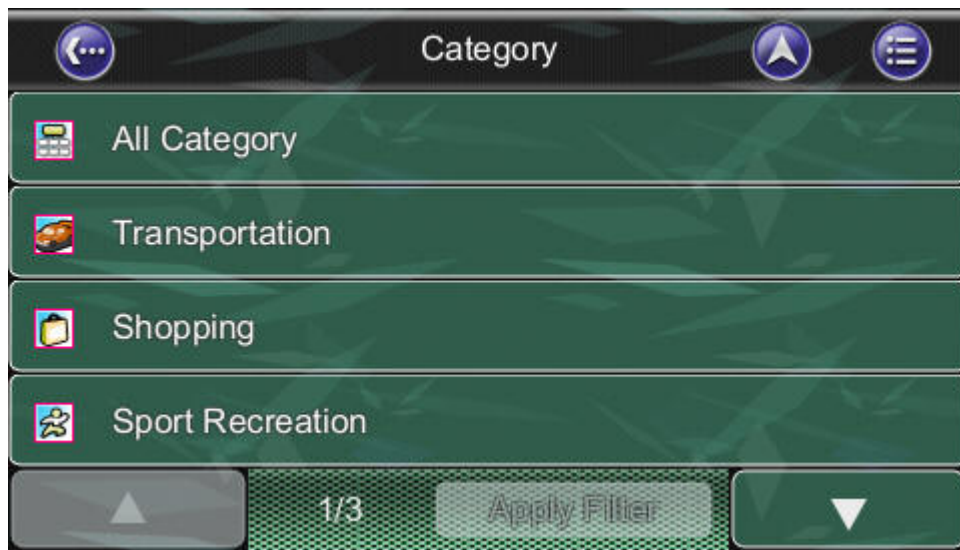 Category
All Category
Transportation
Shopping
Sport Recreation
1/3 Apply Filter